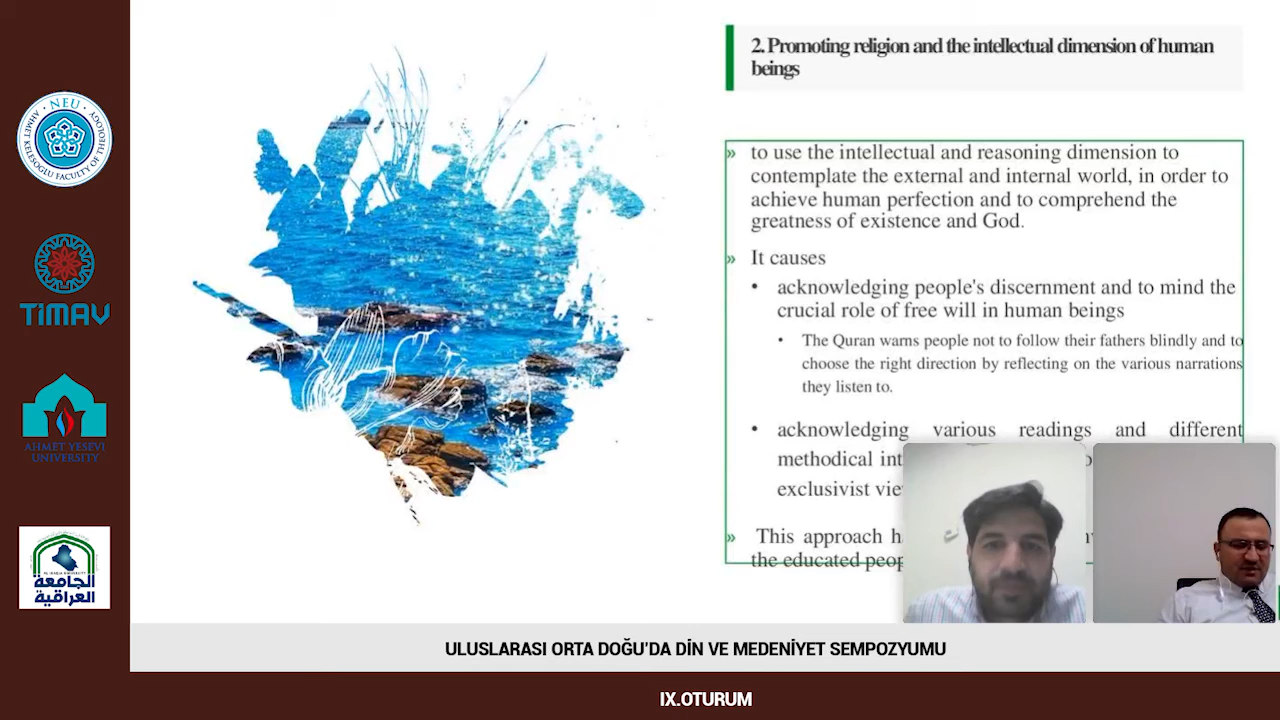 NEU
AHMET KELEŞOĞLU FACULTY OF THEOLOGY
TİMAV
AHMET YESEVI
UNIVERSITY
الجامعة
العراقية
2. Promoting religion and the intellectual dimension of human
beings
» to use the intellectual and reasoning dimension to
contemplate the external and internal world, in order to
achieve human perfection and to comprehend the
greatness of existence and God.
» It causes
• acknowledging people's discernment and to mind the
crucial role of free will in human beings
• The Quran warns people not to follow their fathers blindly and to
choose the right direction by reflecting on the various narrations
they listen to.
• acknowledging various readings and different
methodical
exclusivist
» This approach
the educated
ULUSLARASI ORTA DOĞU'DA DİN VE MEDENİYET SEMPOZYUMU
IX.OTURUM